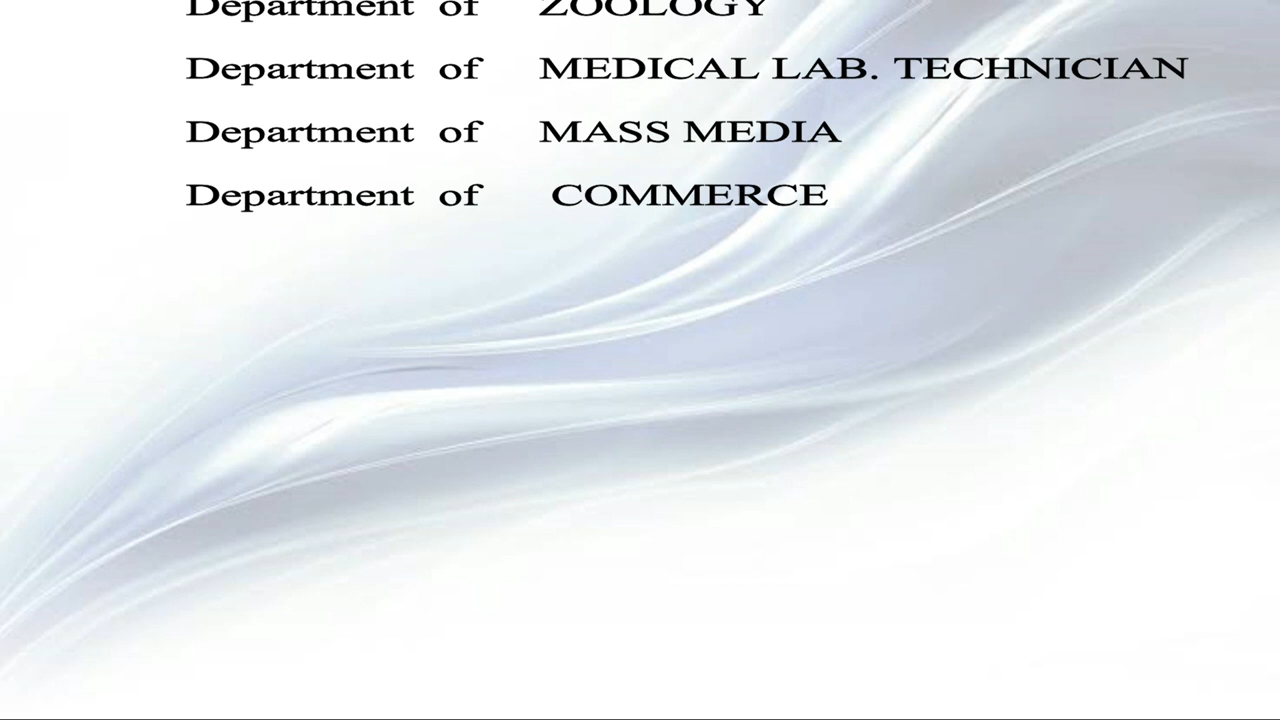 Department of ZOOLOGY
Department of MEDICAL LAB. TECHNICIAN
Department of MASS MEDIA
Department of COMMERCE